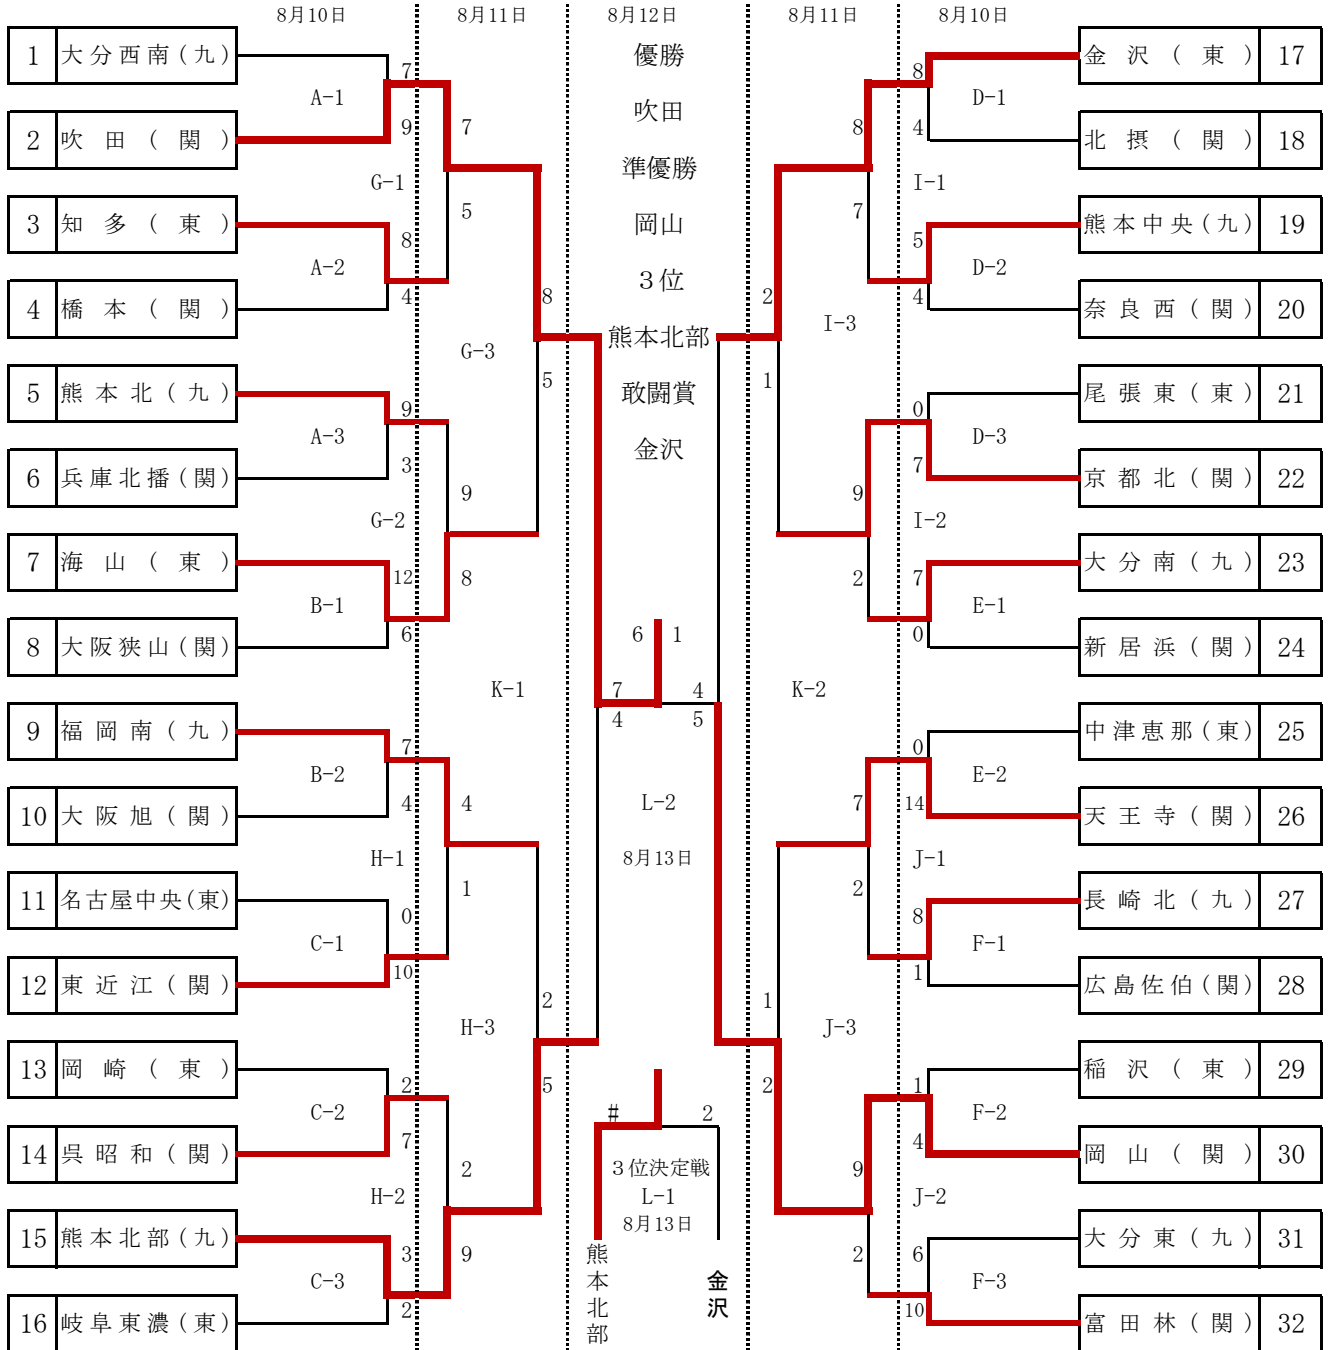 8月10日 8月11日 8月12日 8月11日 8月10日
1 大分西南(九)
2 吹田(関)
3 知多(東)
4 橋本(関)
5 熊本北(九)
6 兵庫北播(関)
7 海山(東)
8 大阪狭山(関)
9 福岡南(九)
10 大阪旭(関)
11 名古屋中央(東)
12 東近江(関)
13 岡崎(東)
14 呉昭和(関)
15 熊本北部(九)
16 岐阜東濃(東)
A-1
7
9
A-2
8
4
A-3
9
3
B-1
12
6
B-2
7
4
C-1
0
10
C-2
2
7
C-3
3
2
G-1
7
5
G-2
9
8
H-1
4
1
H-2
2
9
G-3
8
5
H-3
2
5
K-1
7
4
優勝
吹田
準優勝
岡山
3位
熊本北部
敢闘賞
金沢
6 1
L-2
8月13日
# 2
3位決定戦
L-1
8月13日
熊本北部
金沢
K-2
4
5
I-3
2
1
J-3
1
2
I-1
8
7
I-2
9
2
J-1
7
2
J-2
9
2
D-1
8
4
D-2
5
4
D-3
0
7
E-1
7
0
E-2
0
14
F-1
8
1
F-2
1
4
F-3
6
10
金沢(東) 17
北摂(関) 18
熊本中央(九) 19
奈良西(関) 20
尾張東(東) 21
京都北(関) 22
大分南(九) 23
新居浜(関) 24
中津恵那(東) 25
天王寺(関) 26
長崎北(九) 27
広島佐伯(関) 28
稲沢(東) 29
岡山(関) 30
大分東(九) 31
富田林(関) 32